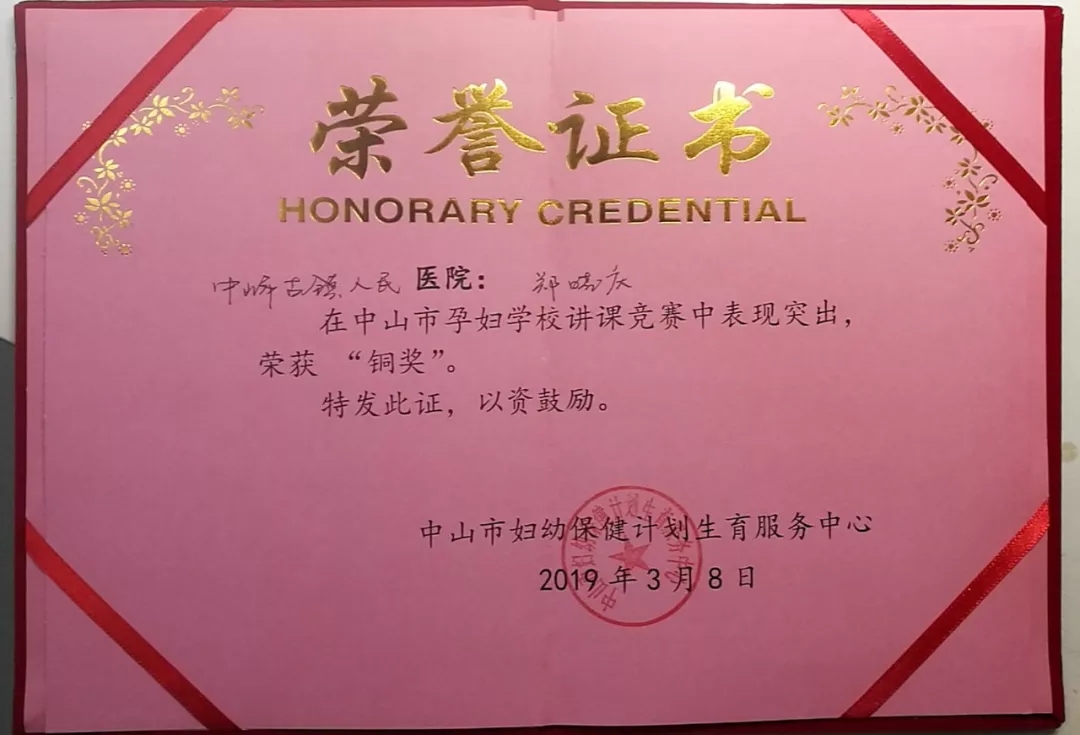 荣誉证书
HONORARY CREDENTIAL
古镇人民 医院： 郑 庆
在中山市孕妇学校讲课竞赛中表现突出，
荣获 “铜奖”。
特发此证，以资鼓励。
中山市妇幼保健计划生育服务中心
2019 年 3 月 8 日